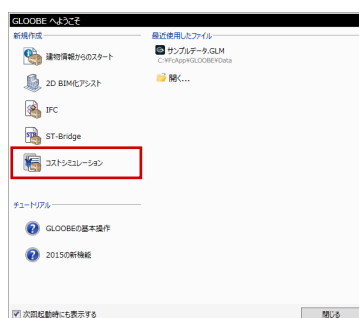 GLOOBE へようこそ
新規作成
建物情報からのスタート
2D BIM化アシスト
IFC
STB
ST-Bridge
コストシミュレーション
チュートリアル
GLOOBEの基本操作
2015の新機能
最近使用したファイル
サンプルデータ.GLM
C:¥FcApp¥GLOOBE¥Data
開く...
次回起動時にも表示する
閉じる